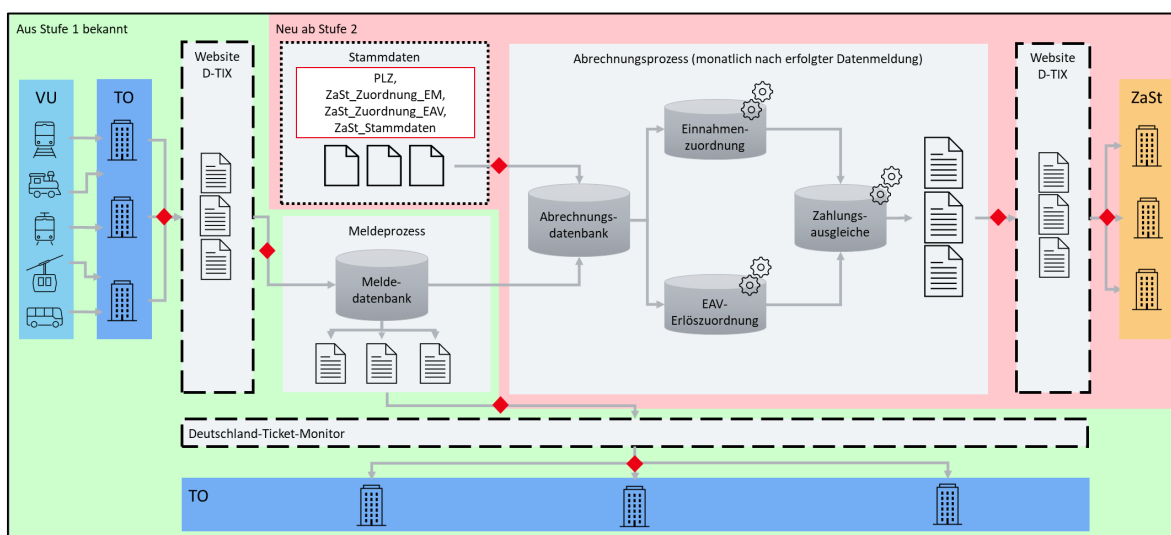 Aus Stufe 1 bekannt
Neu ab Stufe 2
VU
TO
Website
D-TIX
Stammdaten
PLZ,
ZaSt_Zuordnung_EM,
ZaSt_Zuordnung_EAV,
ZaSt_Stammdaten
Meldeprozess
Melde-
datenbank
Abrechnungsprozess (monatlich nach erfolgter Datenmeldung)
Abrechnungs-
datenbank
Einnahmen-
zuordnung
EAV-
Erlöszuordnung
Zahlungs-
ausgleiche
Website
D-TIX
ZaSt
Deutschland-Ticket-Monitor
TO